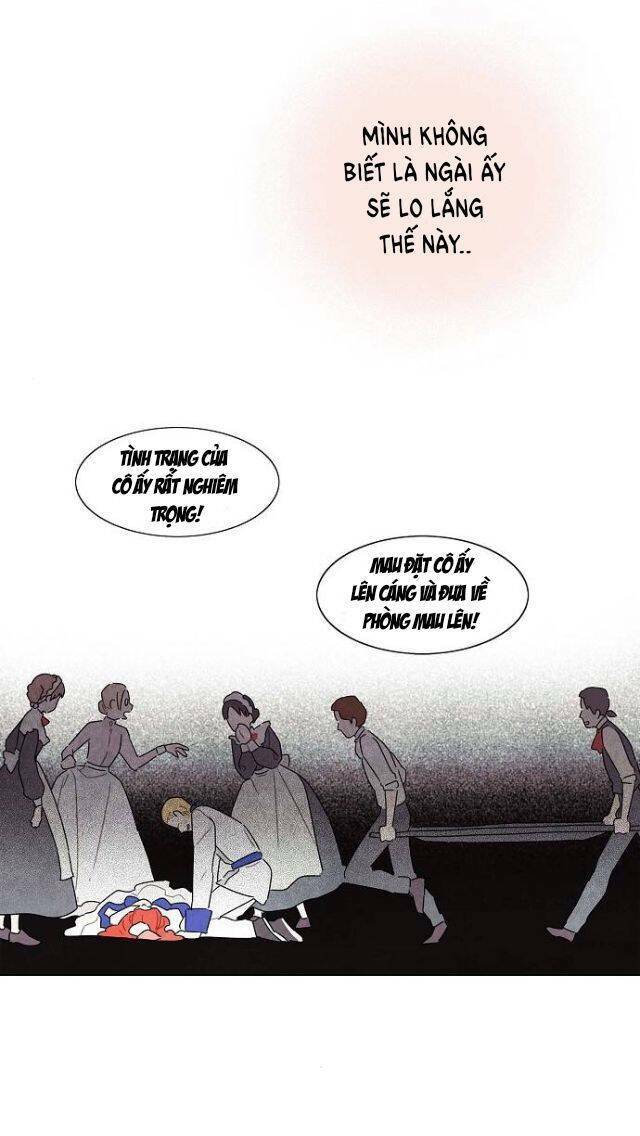 MÌNH KHÔNG
BIẾT LÀ NGÀI ẤY
SẼ LO LẮNG
THẾ NÀY..
TÌNH TRẠNG CỦA
CÔ ẤY RẤT NGHIÊM
TRỌNG!
MAU ĐẶT CÔ ẤY
LÊN CÁNG VÀ ĐƯA VỀ
PHÒNG MAU LÊN!